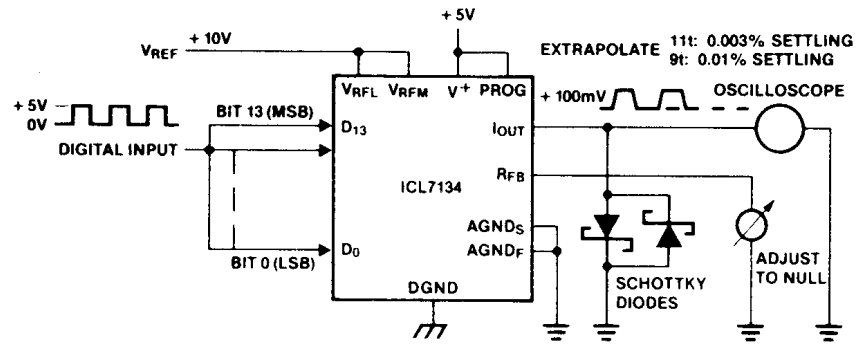 + 5V
V_REF + 10V
EXTRAPOLATE 11t: 0.003% SETTLING
9t: 0.01% SETTLING
V_RFL V_RFM V⁺ PROG
+ 100mV OSCILLOSCOPE
+ 5V
0V
BIT 13 (MSB) D₁₃ I_OUT
DIGITAL INPUT
R_FB
ICL7134
AGND_S
BIT 0 (LSB) D₀ AGND_F
ADJUST
TO NULL
SCHOTTKY
DIODES
DGND